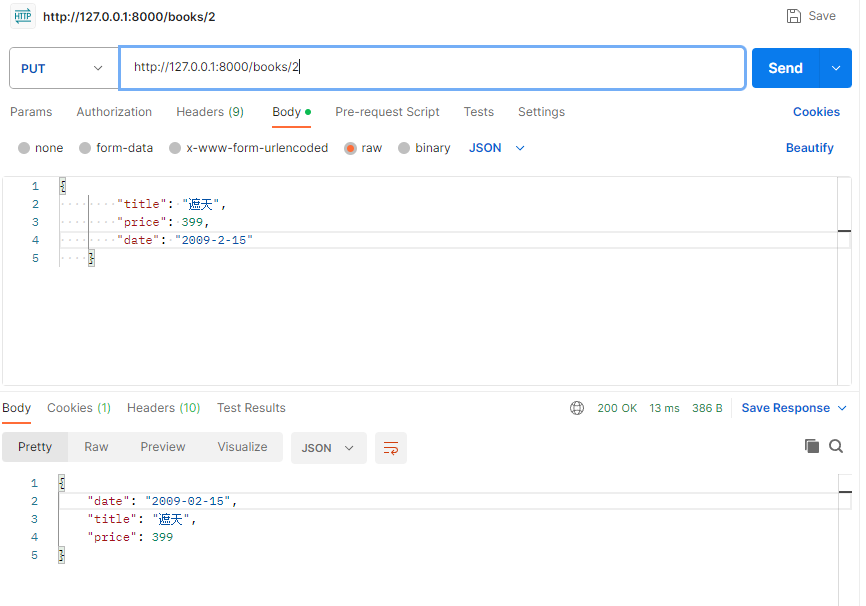 HTTP http://127.0.0.1:8000/books/2 Save
PUT http://127.0.0.1:8000/books/2 Send
Params Authorization Headers (9) Body Pre-request Script Tests Settings Cookies
none form-data x-www-form-urlencoded raw binary JSON Beautify
1 {
2 "title": "遮天",
3 "price": 399,
4 "date": "2009-2-15"
5 }
Body Cookies (1) Headers (10) Test Results 200 OK 13 ms 386 B Save Response
Pretty Raw Preview Visualize JSON
1 {
2 "date": "2009-02-15",
3 "title": "遮天",
4 "price": 399
5 }